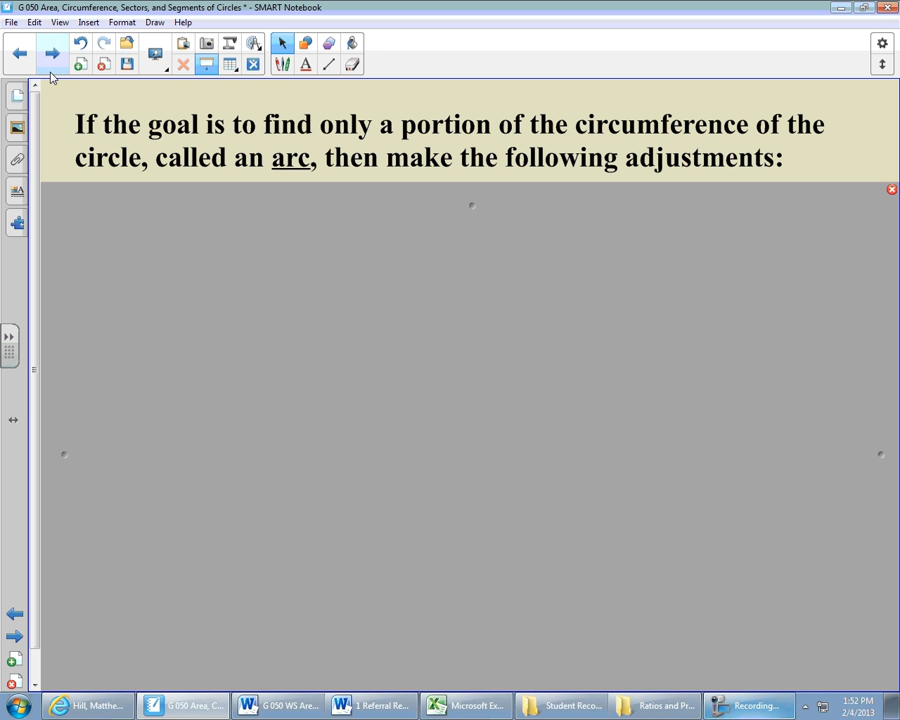 G 050 Area, Circumference, Sectors, and Segments of Circles * - SMART Notebook
File Edit View Insert Format Draw Help
If the goal is to find only a portion of the circumference of the
circle, called an arc, then make the following adjustments:
Hill, Matthe... G 050 Area, C... G 050 WS Are... 1 Referral Re... Microsoft Ex... Student Reco... Ratios and Pr... Recording...
1:52 PM
2/4/2013